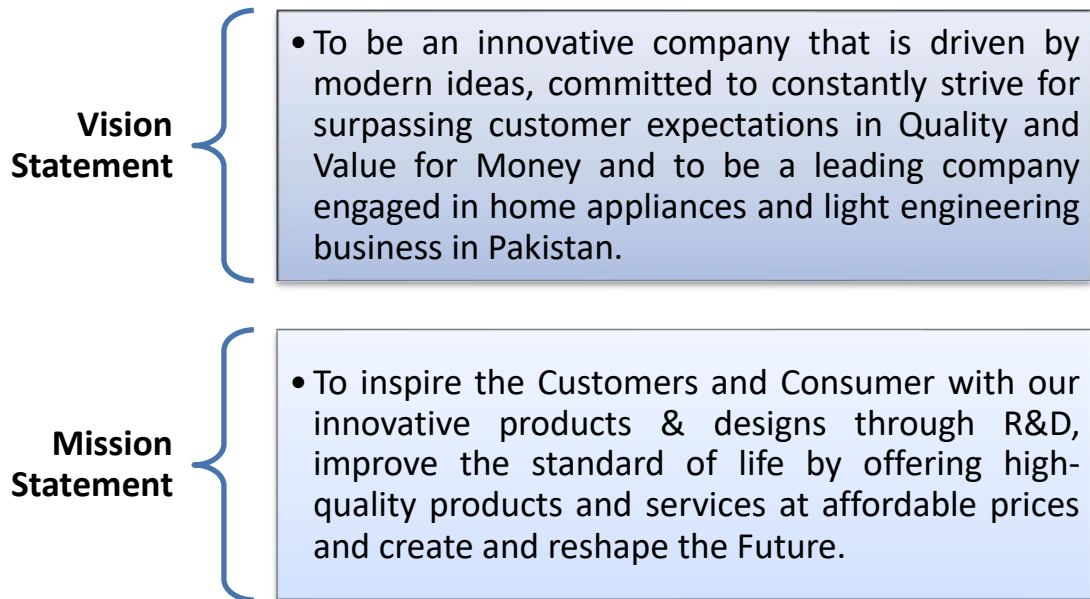 Vision
Statement
• To be an innovative company that is driven by
modern ideas, committed to constantly strive for
surpassing customer expectations in Quality and
Value for Money and to be a leading company
engaged in home appliances and light engineering
business in Pakistan.
Mission
Statement
• To inspire the Customers and Consumer with our
innovative products & designs through R&D,
improve the standard of life by offering high-
quality products and services at affordable prices
and create and reshape the Future.